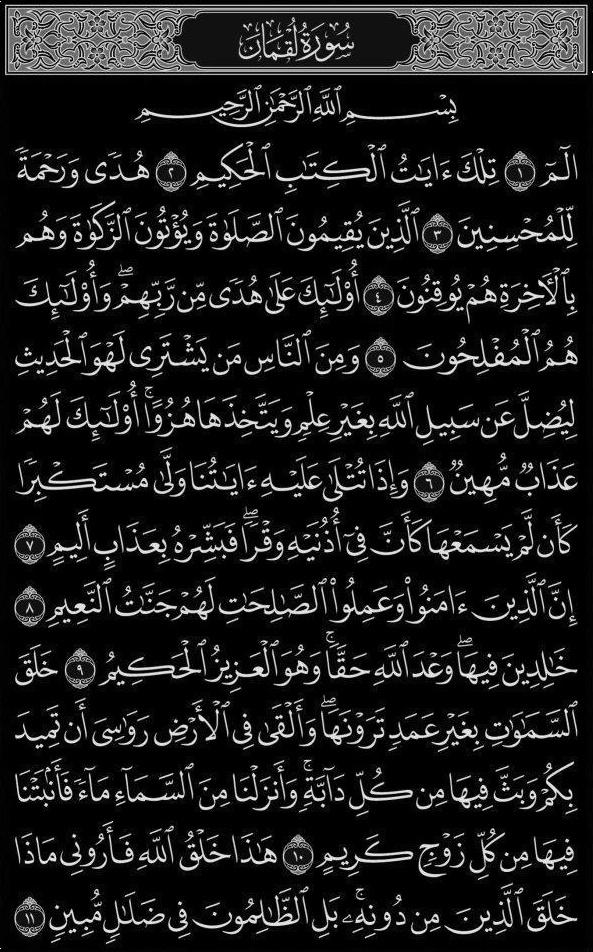 سُورَةُ لُقْمَان
بِسْمِ ٱللَّهِ ٱلرَّحْمَٰنِ ٱلرَّحِيمِ
الٓمٓ ١ تِلْكَ ءَايَٰتُ ٱلْكِتَٰبِ ٱلْحَكِيمِ ٢ هُدًى وَرَحْمَةً
لِّلْمُحْسِنِينَ ٣ ٱلَّذِينَ يُقِيمُونَ ٱلصَّلَوٰةَ وَيُؤْتُونَ ٱلزَّكَوٰةَ وَهُم
بِٱلْأٓخِرَةِ هُمْ يُوقِنُونَ ٤ أُو۟لَٰٓئِكَ عَلَىٰ هُدًى مِّن رَّبِّهِمْۖ وَأُو۟لَٰٓئِكَ
هُمُ ٱلْمُفْلِحُونَ ٥ وَمِنَ ٱلنَّاسِ مَن يَشْتَرِى لَهْوَ ٱلْحَدِيثِ
لِيُضِلَّ عَن سَبِيلِ ٱللَّهِ بِغَيْرِ عِلْمٍ وَيَتَّخِذَهَا هُزُوًاۚ أُو۟لَٰٓئِكَ لَهُمْ
عَذَابٌ مُّهِينٌ ٦ وَإِذَا تُتْلَىٰ عَلَيْهِ ءَايَٰتُنَا وَلَّىٰ مُسْتَكْبِرًا
كَأَن لَّمْ يَسْمَعْهَا كَأَنَّ فِىٓ أُذُنَيْهِ وَقْرًاۖ فَبَشِّرْهُ بِعَذَابٍ أَلِيمٍ ٧
إِنَّ ٱلَّذِينَ ءَامَنُوا۟ وَعَمِلُوا۟ ٱلصَّٰلِحَٰتِ لَهُمْ جَنَّٰتُ ٱلنَّعِيمِ ٨
خَٰلِدِينَ فِيهَاۖ وَعْدَ ٱللَّهِ حَقًّاۚ وَهُوَ ٱلْعَزِيزُ ٱلْحَكِيمُ ٩ خَلَقَ
ٱلسَّمَٰوَٰتِ بِغَيْرِ عَمَدٍ تَرَوْنَهَاۖ وَأَلْقَىٰ فِى ٱلْأَرْضِ رَوَٰسِىَ أَن تَمِيدَ
بِكُمْ وَبَثَّ فِيهَا مِن كُلِّ دَآبَّةٍۚ وَأَنزَلْنَا مِنَ ٱلسَّمَآءِ مَآءً فَأَنۢبَتْنَا
فِيهَا مِن كُلِّ زَوْجٍ كَرِيمٍ ١٠ هَٰذَا خَلْقُ ٱللَّهِ فَأَرُونِى مَاذَا
خَلَقَ ٱلَّذِينَ مِن دُونِهِۦۚ بَلِ ٱلظَّٰلِمُونَ فِى ضَلَٰلٍ مُّبِينٍ ١١